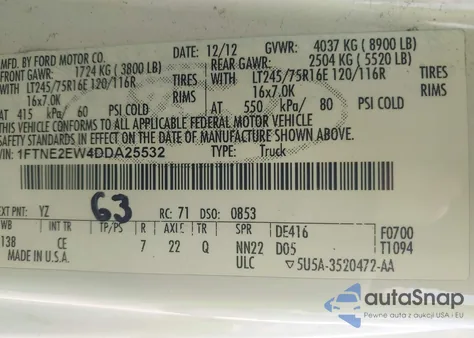 MFD. BY FORD MOTOR CO.
DATE: 12/12 GVWR: 4037 KG ( 8900 LB)
FRONT GAWR: 1724 KG ( 3800 LB) REAR GAWR: 2504 KG ( 5520 LB)
WITH LT245/75R16E 120/116R TIRES WITH LT245/75R16E 120/116R TIRES
16x7.0K RIMS 16x7.0K RIMS
AT 415 kPa/ 60 PSI COLD AT 550 kPa/ 80 PSI COLD
THIS VEHICLE CONFORMS TO ALL APPLICABLE FEDERAL MOTOR VEHICLE
SAFETY STANDARDS IN EFFECT ON THE DATE OF MANUFACTURE SHOWN ABOVE.
VIN: 1FTNE2EW4DDA25532 TYPE: Truck
EXT PNT: YZ 63 RC: 71 DSO: 0853
WB INT TR TP/PS R AXLE TR SPR DE416 F0700
138 CE 7 22 Q NN22 D05 T1094
MADE IN U.S.A. ULC ▽5U5A-3520472-AA
autoSnap
Pewne auta z USA i EU